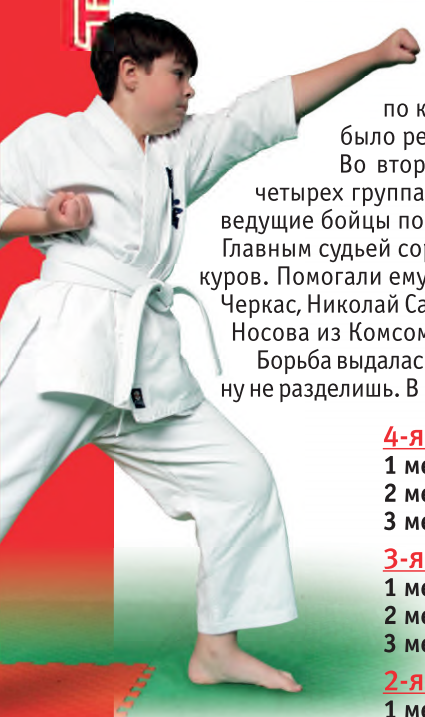 по к
было ре
Во втор
четырех группа
ведущие бойцы по
Главным судьей сор
куров. Помогали ему
Черкас, Николай Са
Носова из Комсом
Борьба выдалас
ну не разделишь. В
4-я
1 ме
2 ме
3 ме
3-я
1 ме
2 ме
3 ме
2-я
1 ме